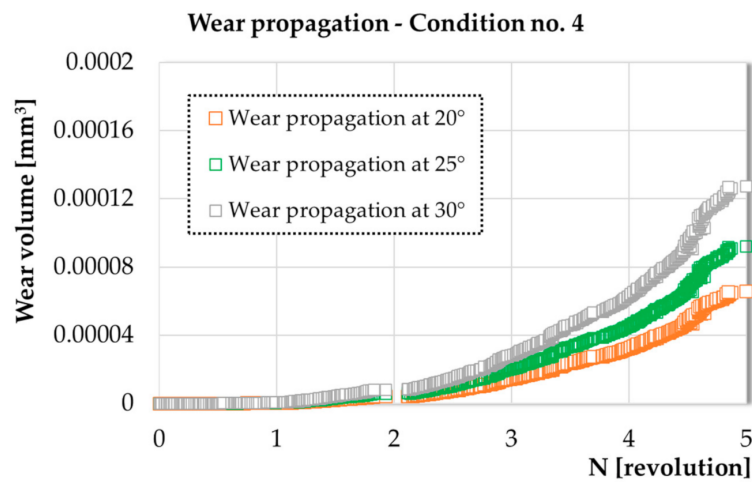 Wear propagation - Condition no. 4
Wear volume [mm³]
0.0002
0.00016
0.00012
0.00008
0.00004
0
Wear propagation at 20°
Wear propagation at 25°
Wear propagation at 30°
0 1 2 3 4 5
N [revolution]